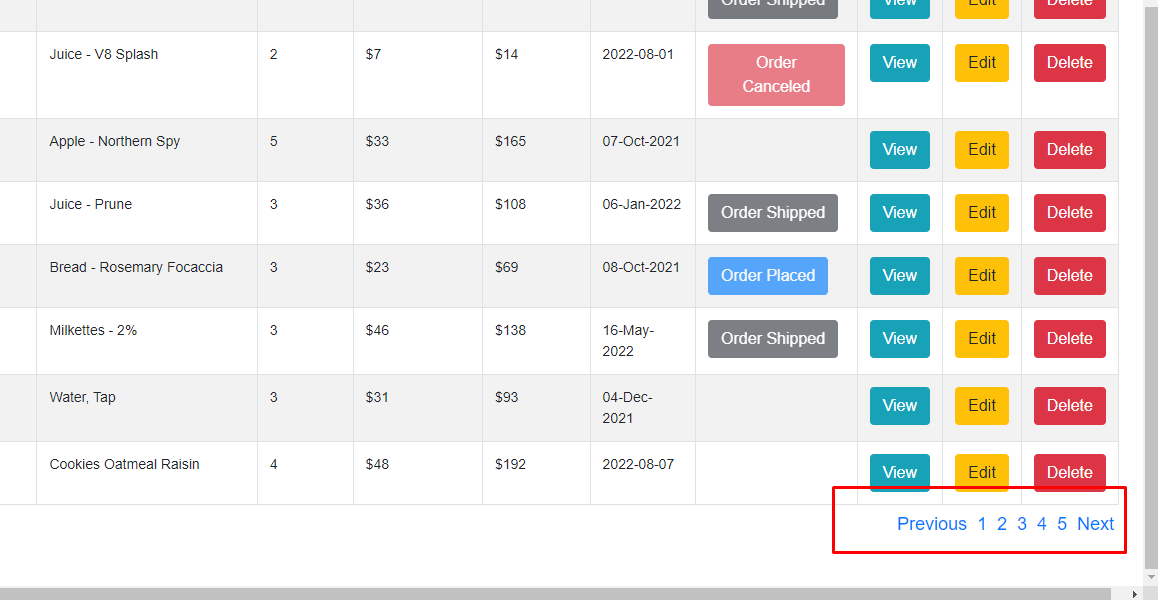 Order Shipped View Edit Delete
Juice - V8 Splash 2 $7 $14 2022-08-01 Order View Edit Delete
Canceled
Apple - Northern Spy 5 $33 $165 07-Oct-2021 View Edit Delete
Juice - Prune 3 $36 $108 06-Jan-2022 Order Shipped View Edit Delete
Bread - Rosemary Focaccia 3 $23 $69 08-Oct-2021 Order Placed View Edit Delete
Milkettes - 2% 3 $46 $138 16-May- Order Shipped View Edit Delete
2022
Water, Tap 3 $31 $93 04-Dec- View Edit Delete
2021
Cookies Oatmeal Raisin 4 $48 $192 2022-08-07 View Edit Delete
Previous 1 2 3 4 5 Next